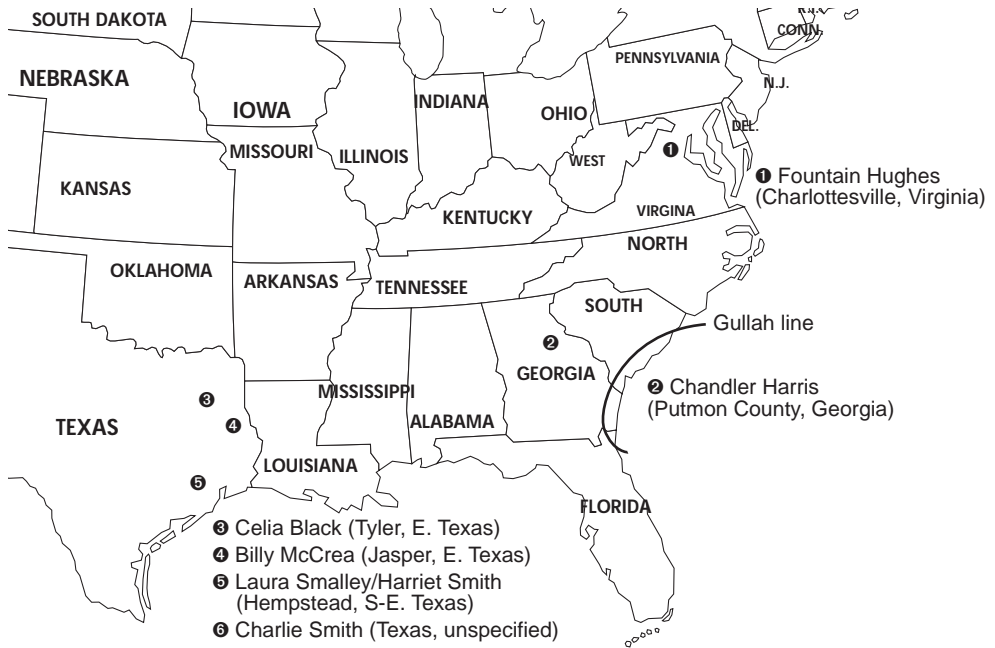 SOUTH DAKOTA
R.I.
CONN.
NEBRASKA
PENNSYLVANIA
N.J.
IOWA
INDIANA
OHIO
DEL.
MISSOURI
ILLINOIS
WEST
❶
KANSAS
❶ Fountain Hughes
(Charlottesville, Virginia)
KENTUCKY
VIRGINA
NORTH
OKLAHOMA
ARKANSAS
TENNESSEE
SOUTH
Gullah line
❷
GEORGIA
❷ Chandler Harris
(Putmon County, Georgia)
MISSISSIPPI
❸
❹
TEXAS
ALABAMA
LOUISIANA
❺
FLORIDA
❸ Celia Black (Tyler, E. Texas)
❹ Billy McCrea (Jasper, E. Texas)
❺ Laura Smalley/Harriet Smith
(Hempstead, S-E. Texas)
❻ Charlie Smith (Texas, unspecified)